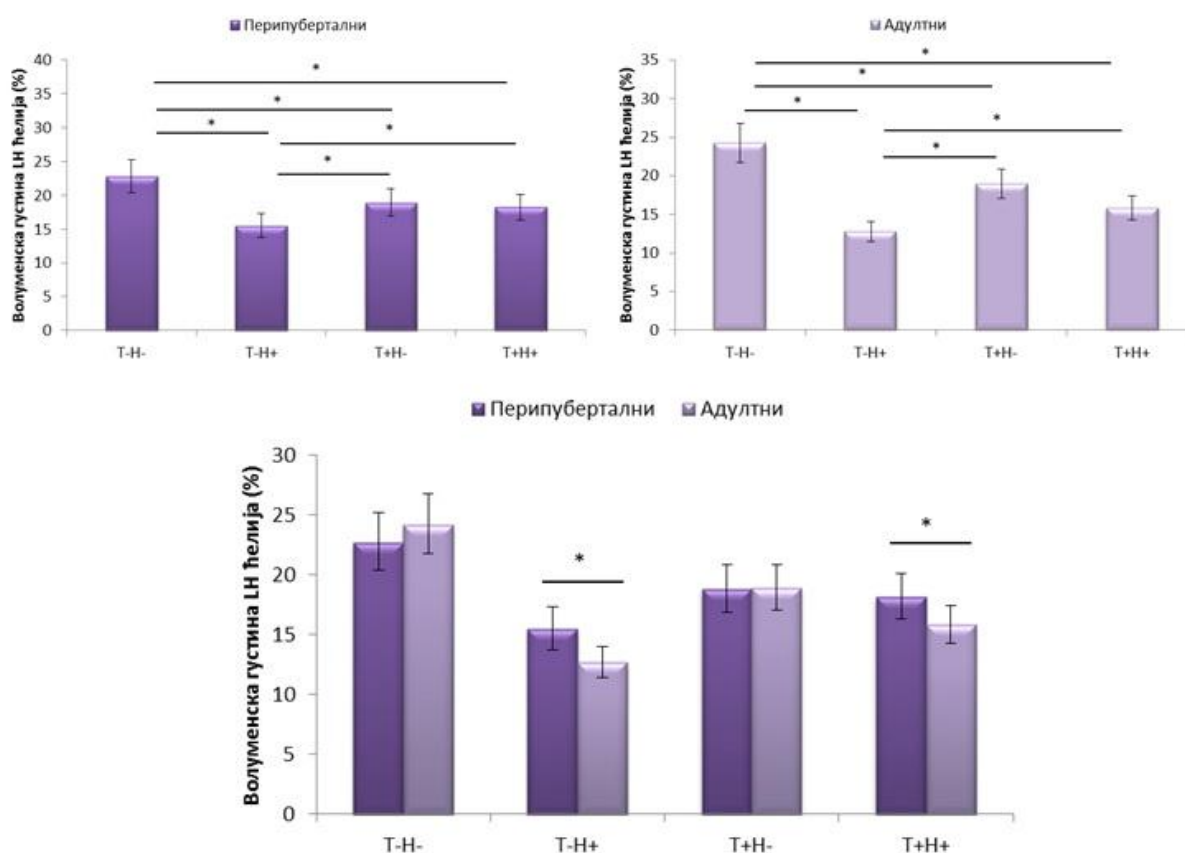 Перипубертални
Волуменска густина LH ћелија (%)
40
35
30
25
20
15
10
5
0
*
*
*
*
*
Т-Н-
Т-Н+
Т+Н-
Т+Н+
Адултни
Волуменска густина LH ћелија (%)
35
30
25
20
15
10
5
0
*
*
*
*
*
Т-Н-
Т-Н+
Т+Н-
Т+Н+
Перипубертални Адултни
Волуменска густина LH ћелија (%)
30
25
20
15
10
5
0
*
*
Т-Н-
Т-Н+
Т+Н-
Т+Н+